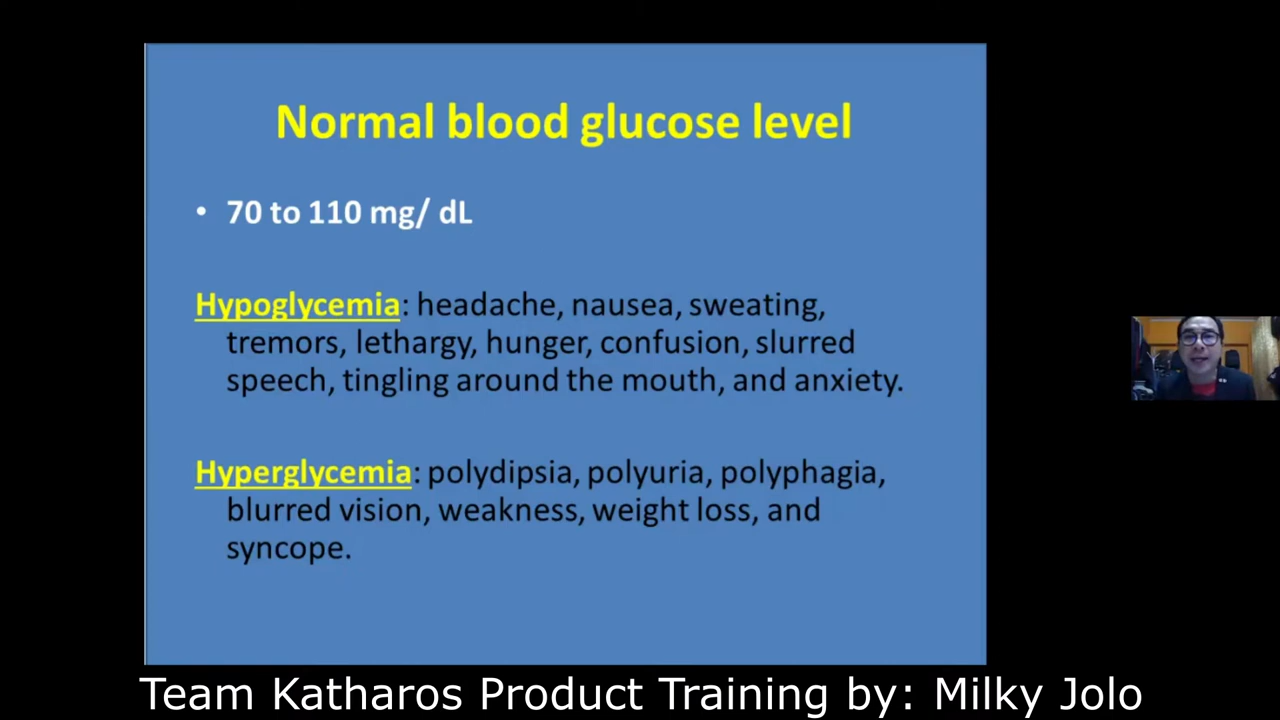 Normal blood glucose level
• 70 to 110 mg/ dL
Hypoglycemia: headache, nausea, sweating,
tremors, lethargy, hunger, confusion, slurred
speech, tingling around the mouth, and anxiety.
Hyperglycemia: polydipsia, polyuria, polyphagia,
blurred vision, weakness, weight loss, and
syncope.
Team Katharos Product Training by: Milky Jolo